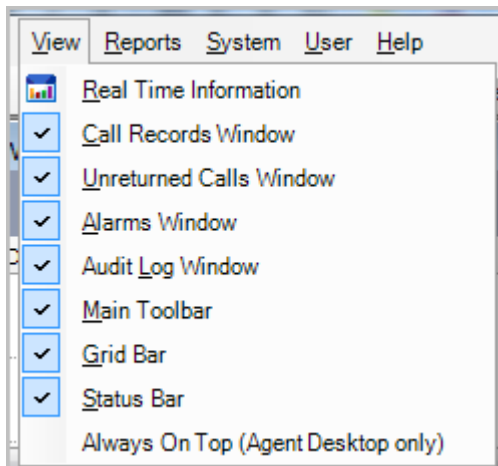 View Reports System User Help
Real Time Information
Call Records Window
Unreturned Calls Window
Alarms Window
Audit Log Window
Main Toolbar
Grid Bar
Status Bar
Always On Top (Agent Desktop only)